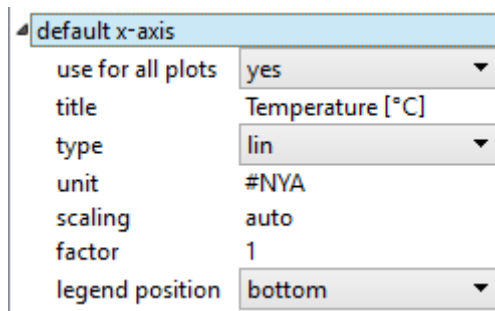 default x-axis
use for all plots yes
title Temperature [°C]
type lin
unit #NYA
scaling auto
factor 1
legend position bottom